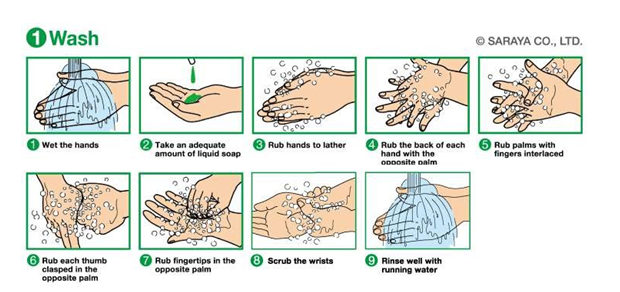 1 Wash
© SARAYA CO., LTD.
1 Wet the hands
2 Take an adequate
amount of liquid soap
3 Rub hands to lather
4 Rub the back of each
hand with the
opposite palm
5 Rub palms with
fingers interlaced
6 Rub each thumb
clasped in the
opposite palm
7 Rub fingertips in the
opposite palm
8 Scrub the wrists
9 Rinse well with
running water